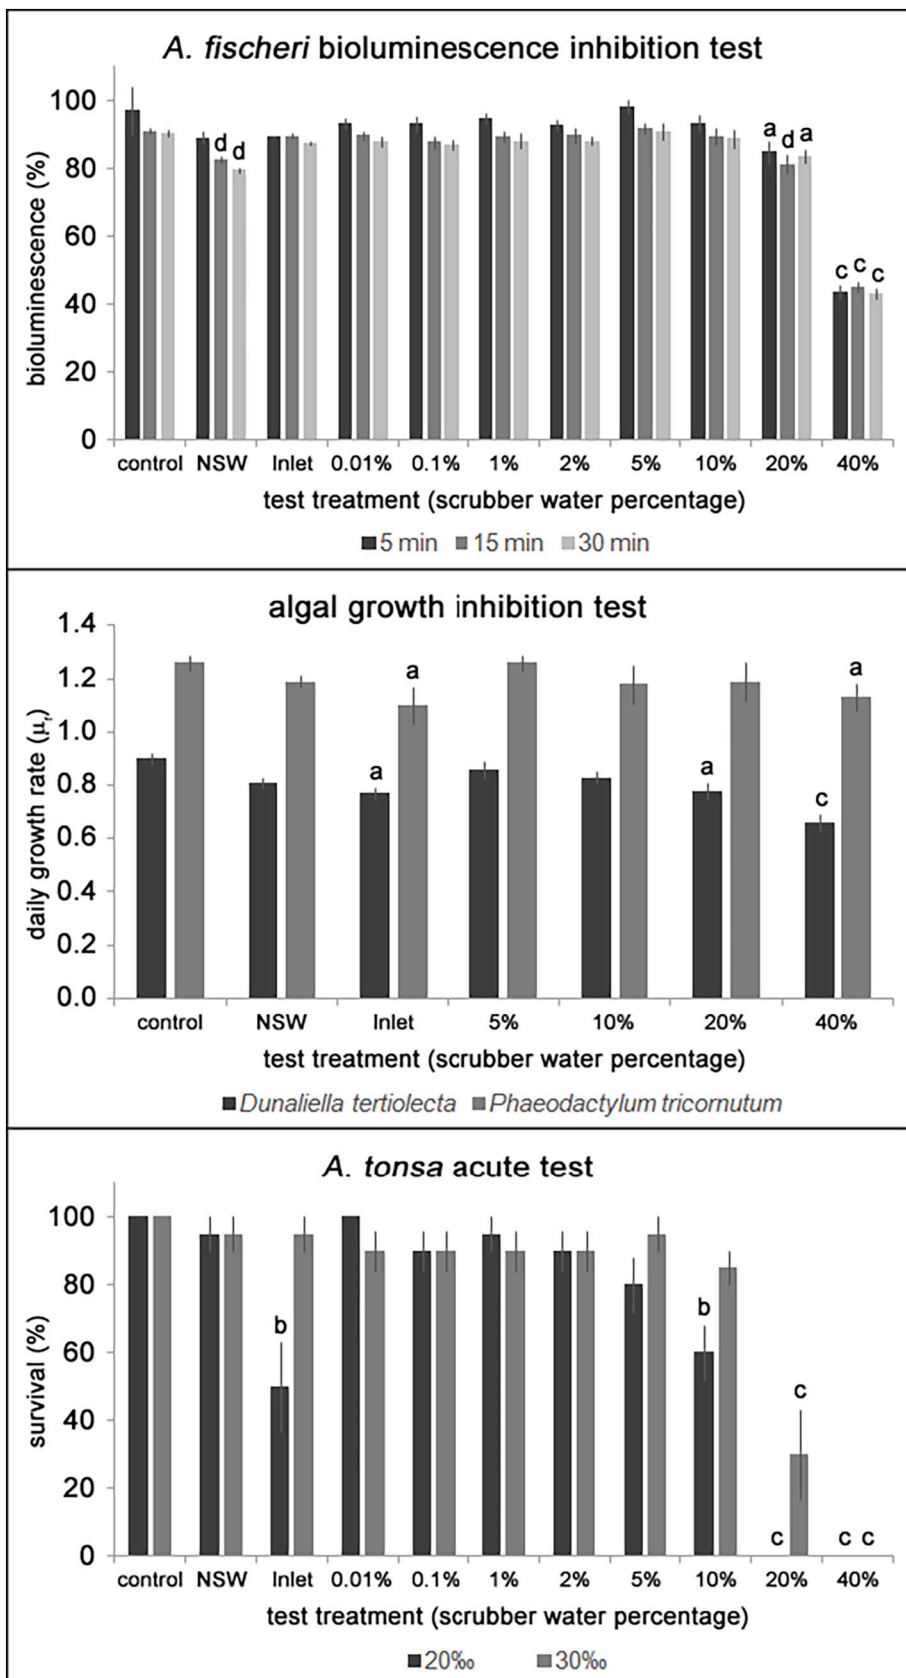 A. fischeri bioluminescence inhibition test
bioluminescence (%)
100
80
60
40
20
0
d d
a d a
c c c
control NSW Inlet 0.01% 0.1% 1% 2% 5% 10% 20% 40%
test treatment (scrubber water percentage)
5 min 15 min 30 min
algal growth inhibition test
daily growth rate (μr)
1.4
1.2
1.0
0.8
0.6
0.4
0.2
0.0
a a
a a
c
control NSW Inlet 5% 10% 20% 40%
test treatment (scrubber water percentage)
Dunaliella tertiolecta Phaeodactylum tricornutum
A. tonsa acute test
survival (%)
100
80
60
40
20
0
b b
c
c c c
control NSW Inlet 0.01% 0.1% 1% 2% 5% 10% 20% 40%
test treatment (scrubber water percentage)
20‰ 30‰